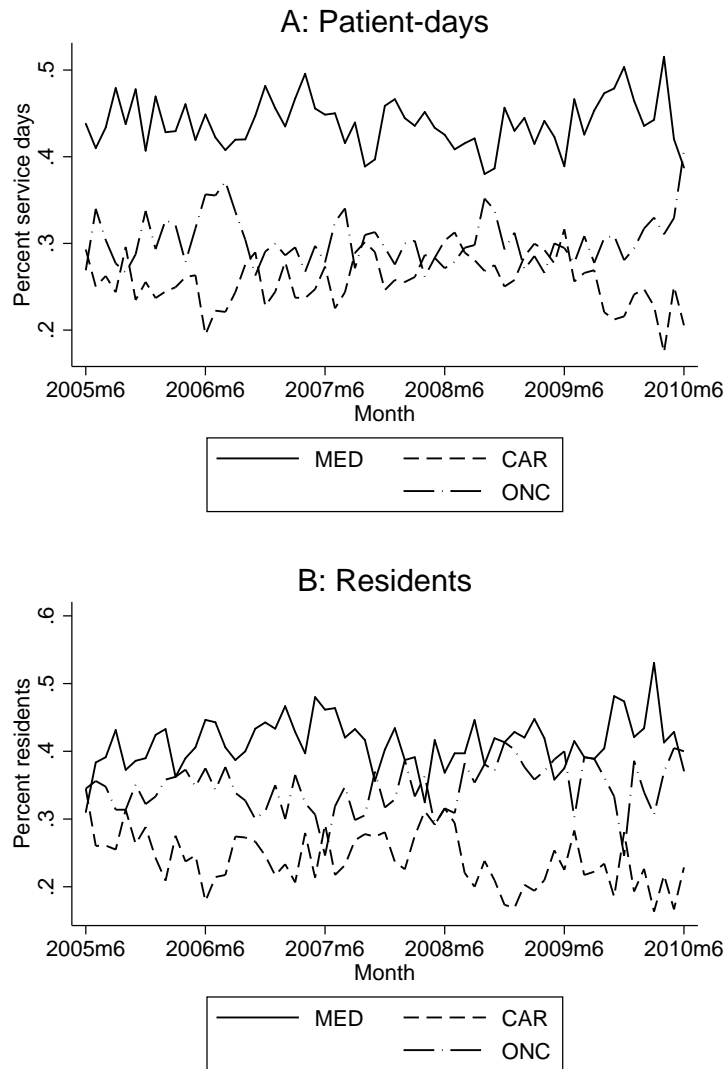 A: Patient-days
Percent service days
.5
.4
.3
.2
2005m6 2006m6 2007m6 2008m6 2009m6 2010m6
Month
MED CAR
ONC
B: Residents
Percent residents
.6
.5
.4
.3
.2
2005m6 2006m6 2007m6 2008m6 2009m6 2010m6
Month
MED CAR
ONC